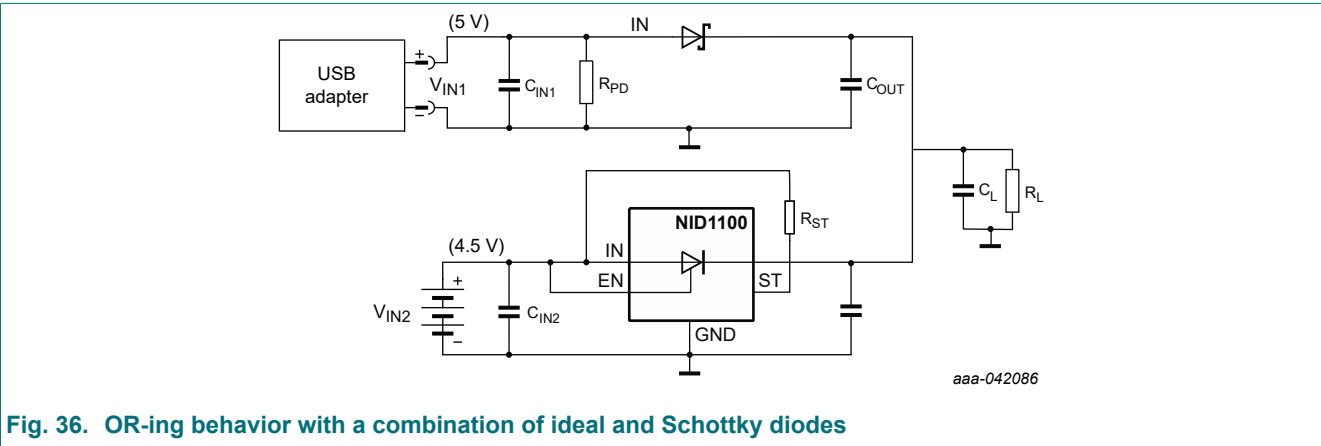 (5 V)
IN
USB
adapter
+
V_IN1
−
C_IN1
R_PD
C_OUT
C_L
R_L
NID1100
R_ST
(4.5 V)
IN
EN
ST
+
V_IN2
−
C_IN2
GND
aaa-042086
Fig. 36. OR-ing behavior with a combination of ideal and Schottky diodes